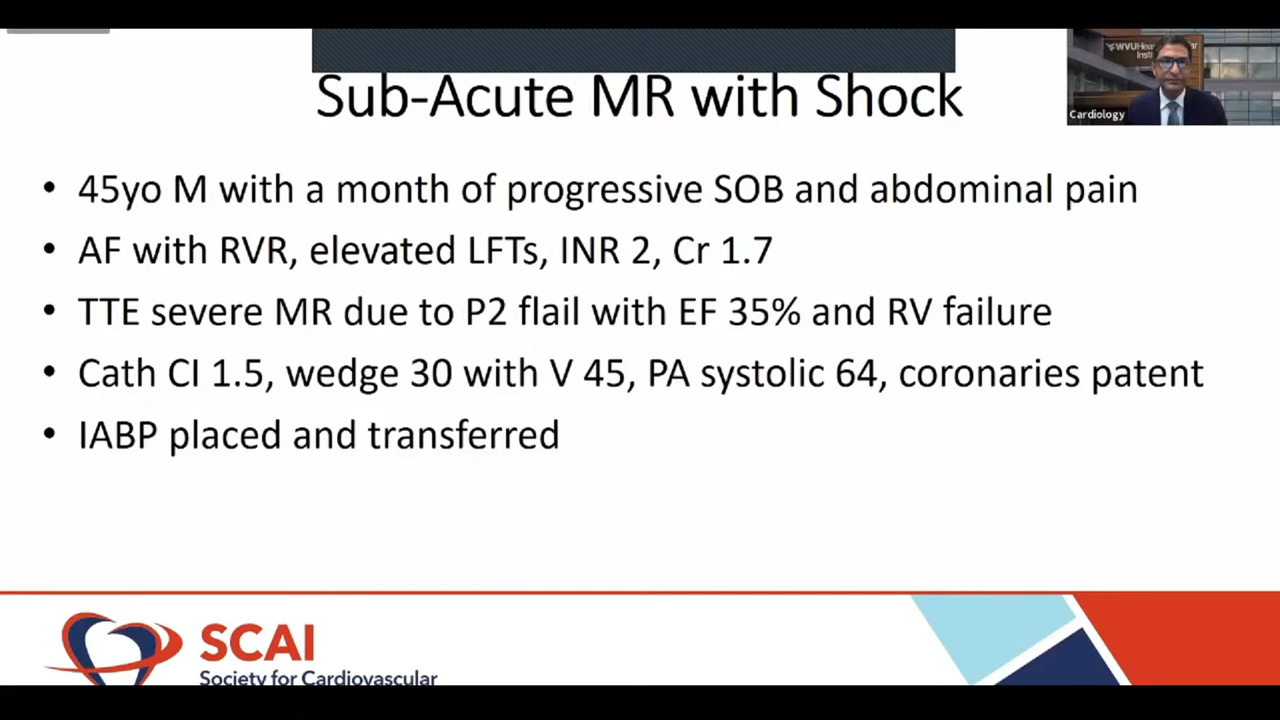 Sub-Acute MR with Shock
WVUHear
Insti
Cardiology
• 45yo M with a month of progressive SOB and abdominal pain
• AF with RVR, elevated LFTs, INR 2, Cr 1.7
• TTE severe MR due to P2 flail with EF 35% and RV failure
• Cath CI 1.5, wedge 30 with V 45, PA systolic 64, coronaries patent
• IABP placed and transferred
SCAI
Society for Cardiovascular